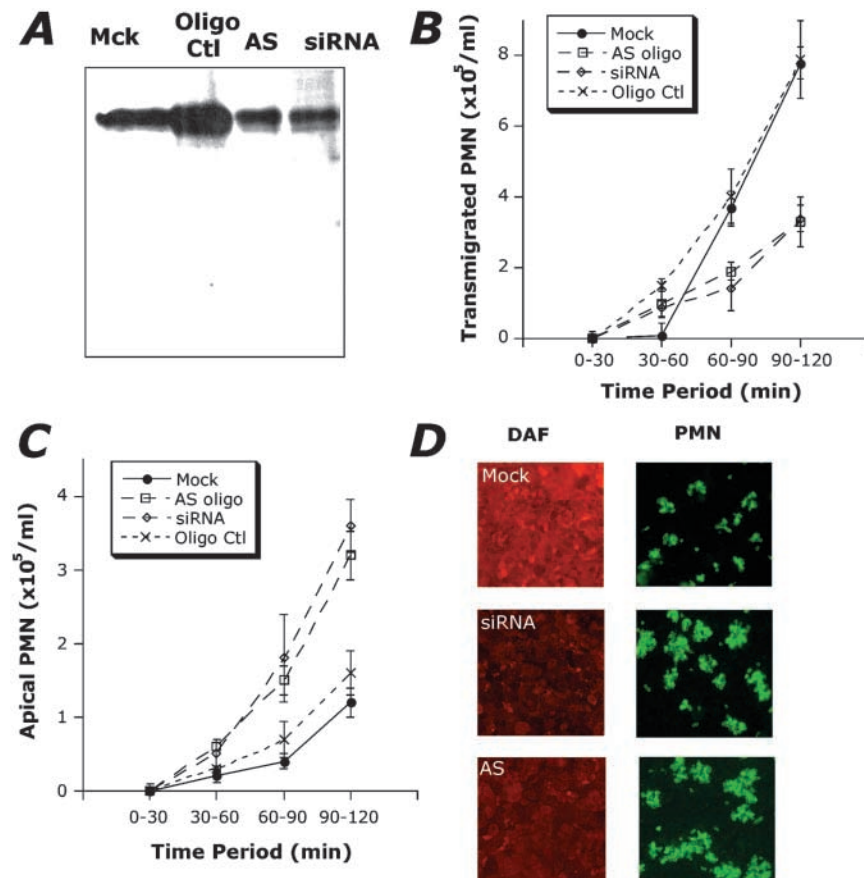 A
Mck Oligo Ctl AS siRNA
B
Mock
AS oligo
siRNA
Oligo Ctl
Transmigrated PMN (x10⁵/ml)
8
6
4
2
0
0-30 30-60 60-90 90-120
Time Period (min)
C
Mock
AS oligo
siRNA
Oligo Ctl
Apical PMN (x10⁵/ml)
4
3
2
1
0
0-30 30-60 60-90 90-120
Time Period (min)
D
DAF PMN
Mock
siRNA
AS